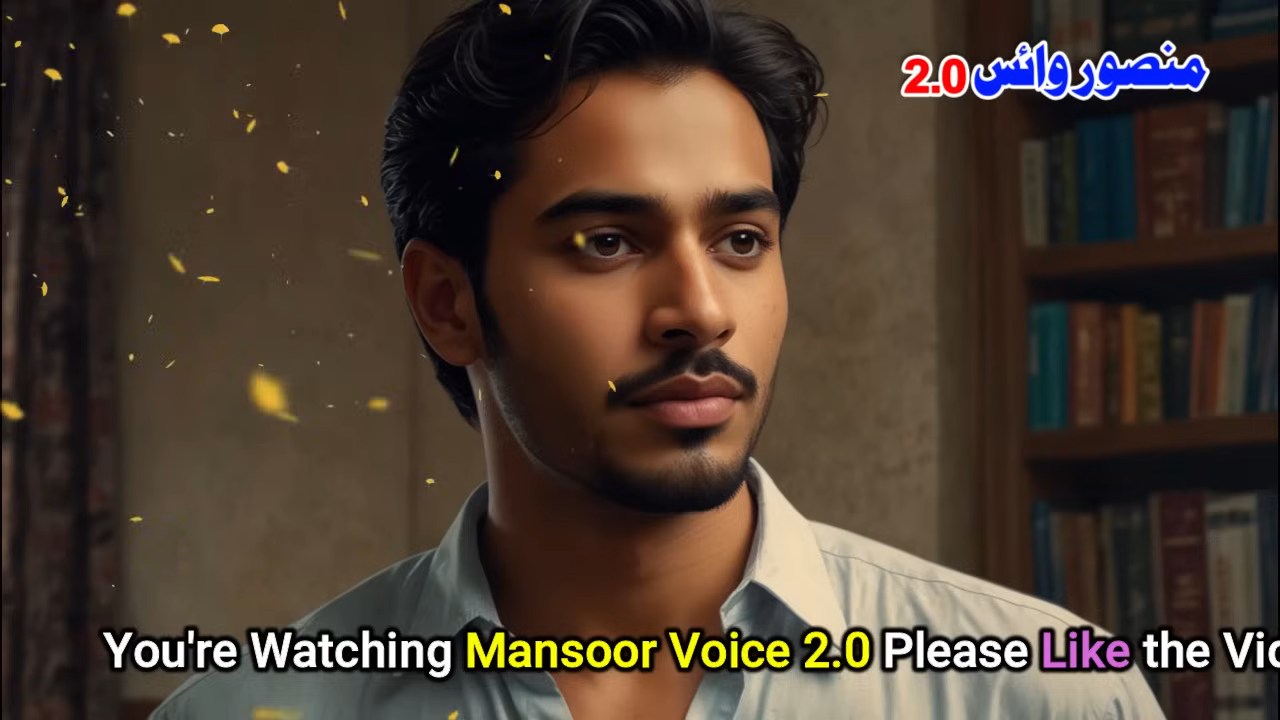 منصور وائس 2.0
You're Watching Mansoor Voice 2.0 Please Like the